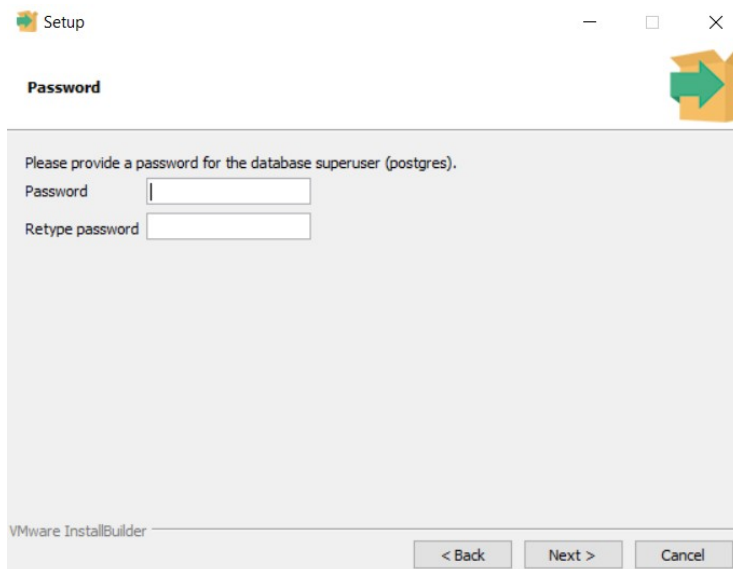 Setup
Password
Please provide a password for the database superuser (postgres).
Password
Retype password
VMware InstallBuilder
< Back Next > Cancel